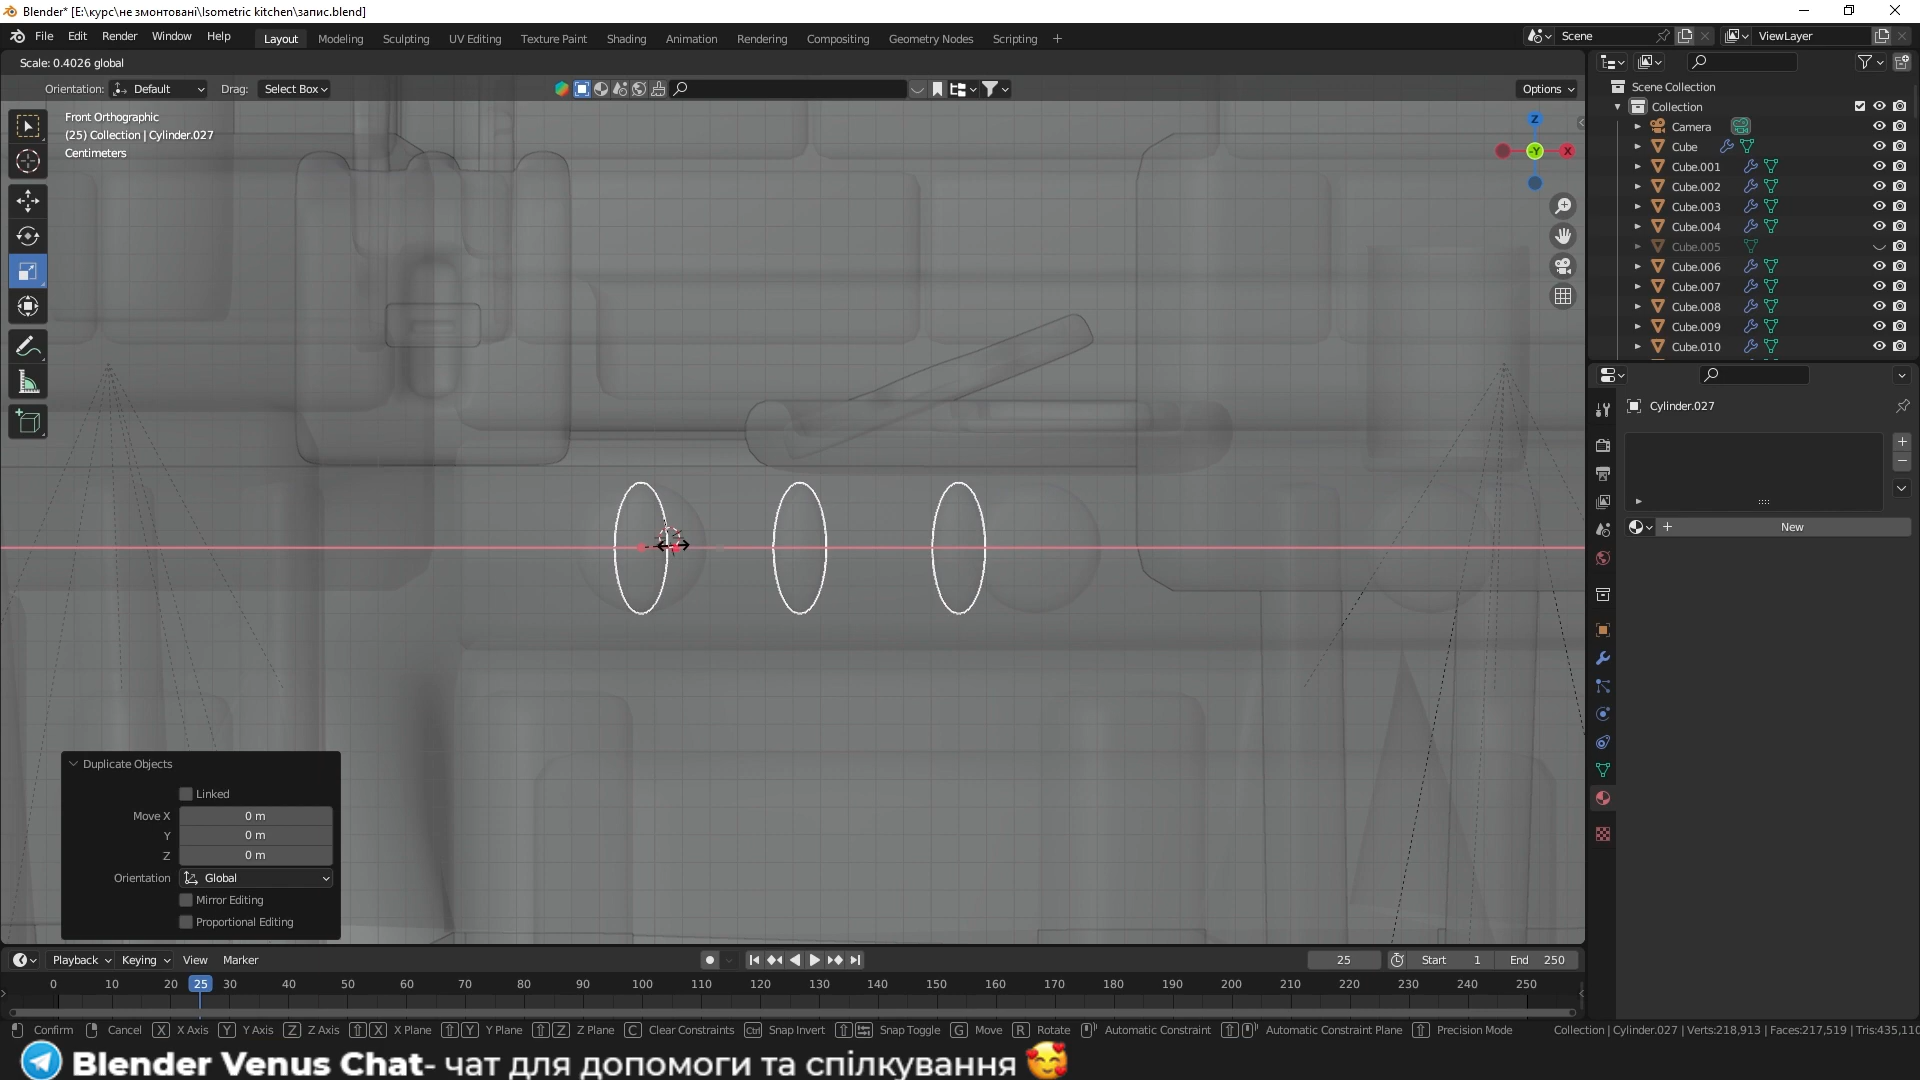 Blender* [E:\курс\не змонтовані\Isometric kitchen\запис.blend]
File Edit Render Window Help Layout Modeling Sculpting UV Editing Texture Paint Shading Animation Rendering Compositing Geometry Nodes Scripting + Scene ViewLayer
Scale: 0.4026 global
Orientation: Default Drag: Select Box Options
Front Orthographic
(25) Collection | Cylinder.027
Centimeters
Z
-Y
X
Scene Collection
Collection
Camera
Cube
Cube.001
Cube.002
Cube.003
Cube.004
Cube.005
Cube.006
Cube.007
Cube.008
Cube.009
Cube.010
Cylinder.027
New
Duplicate Objects
Linked
Move X 0 m
Y 0 m
Z 0 m
Orientation Global
Mirror Editing
Proportional Editing
Playback Keying View Marker 25 Start 1 End 250
0 10 20 25 30 40 50 60 70 80 90 100 110 120 130 140 150 160 170 180 190 200 210 220 230 240 250
Confirm Cancel X X Axis Y Y Axis Z Z Axis X X Plane Y Y Plane Z Z Plane C Clear Constraints Ctrl Snap Invert Snap Toggle G Move R Rotate Automatic Constraint Automatic Constraint Plane Precision Mode Collection | Cylinder.027 | Verts:218,913 | Faces:217,519 | Tris:435,110
Blender Venus Chat- чат для допомоги та спілкування 🥰